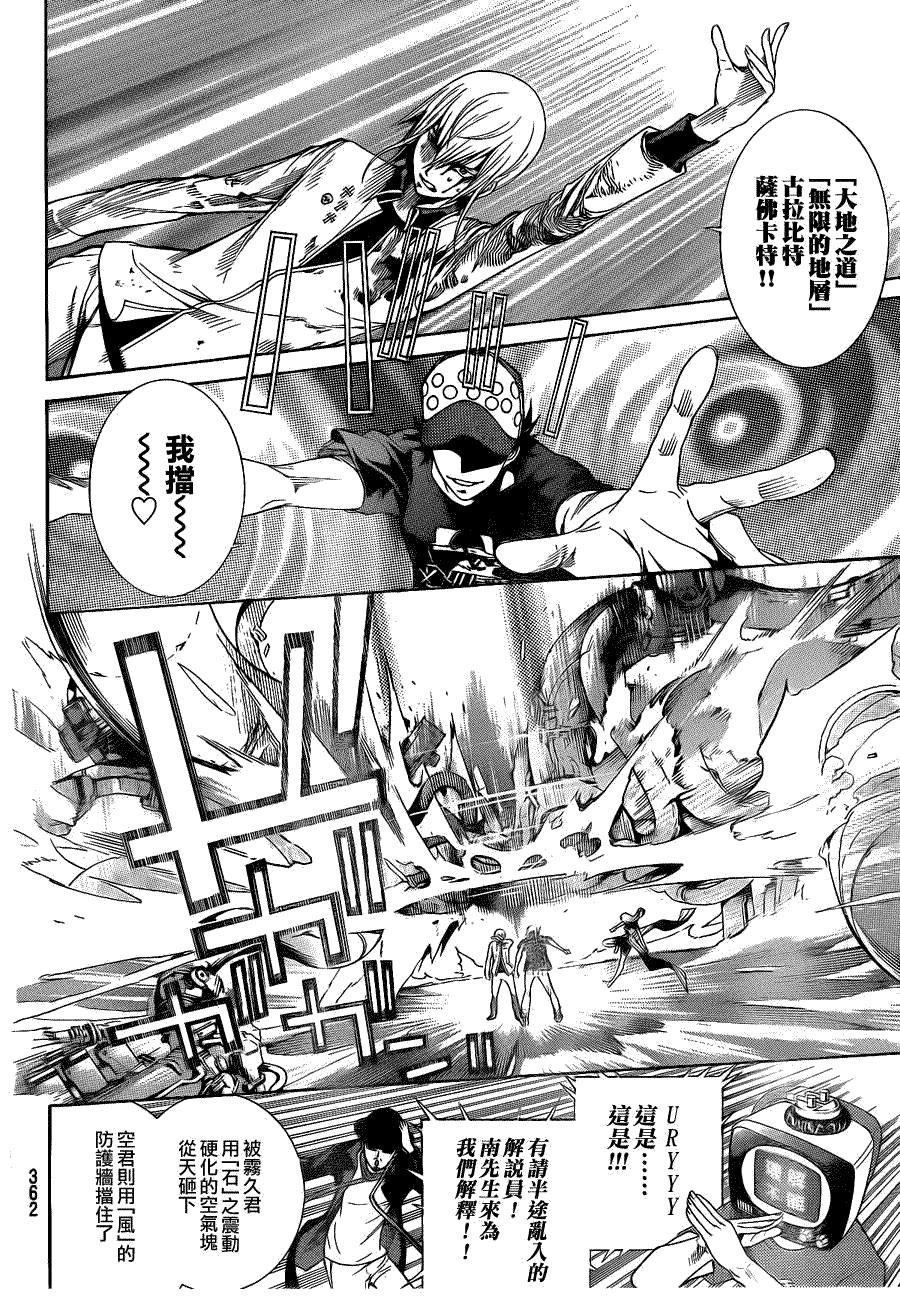 「大地之道」
「無限的地層」
古拉比特
薩佛卡特!!
我擋
～～～～
～～～♡
URYYY
這是……
這是!!!
有請半途亂入的
解說員！
南先生來為
我們解釋！！
被霧久君
用「石」之震動
硬化的空氣塊
從天砸下
空君則用「風」的
防護牆擋住了
362